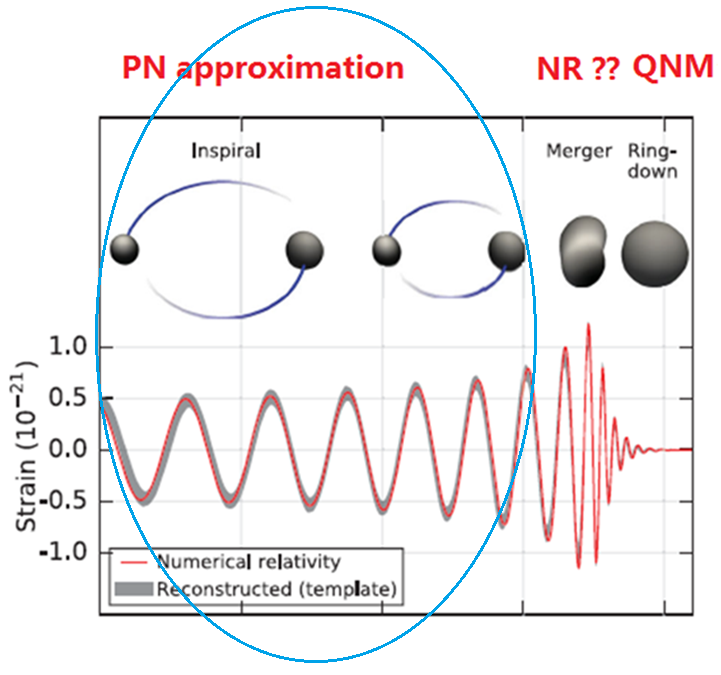 PN approximation
NR ?? QNM
Inspiral
Merger
Ring-
down
1.0
0.5
0.0
-0.5
-1.0
Strain (10⁻²¹)
Numerical relativity
Reconstructed (template)